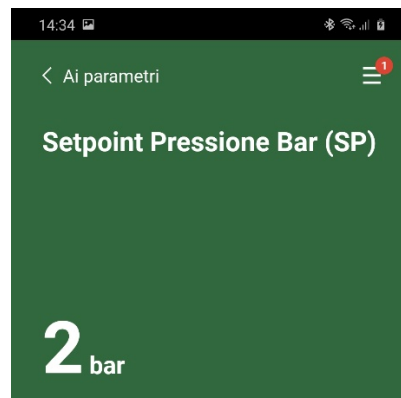 14:34
Ai parametri
1
Setpoint Pressione Bar (SP)
2 bar